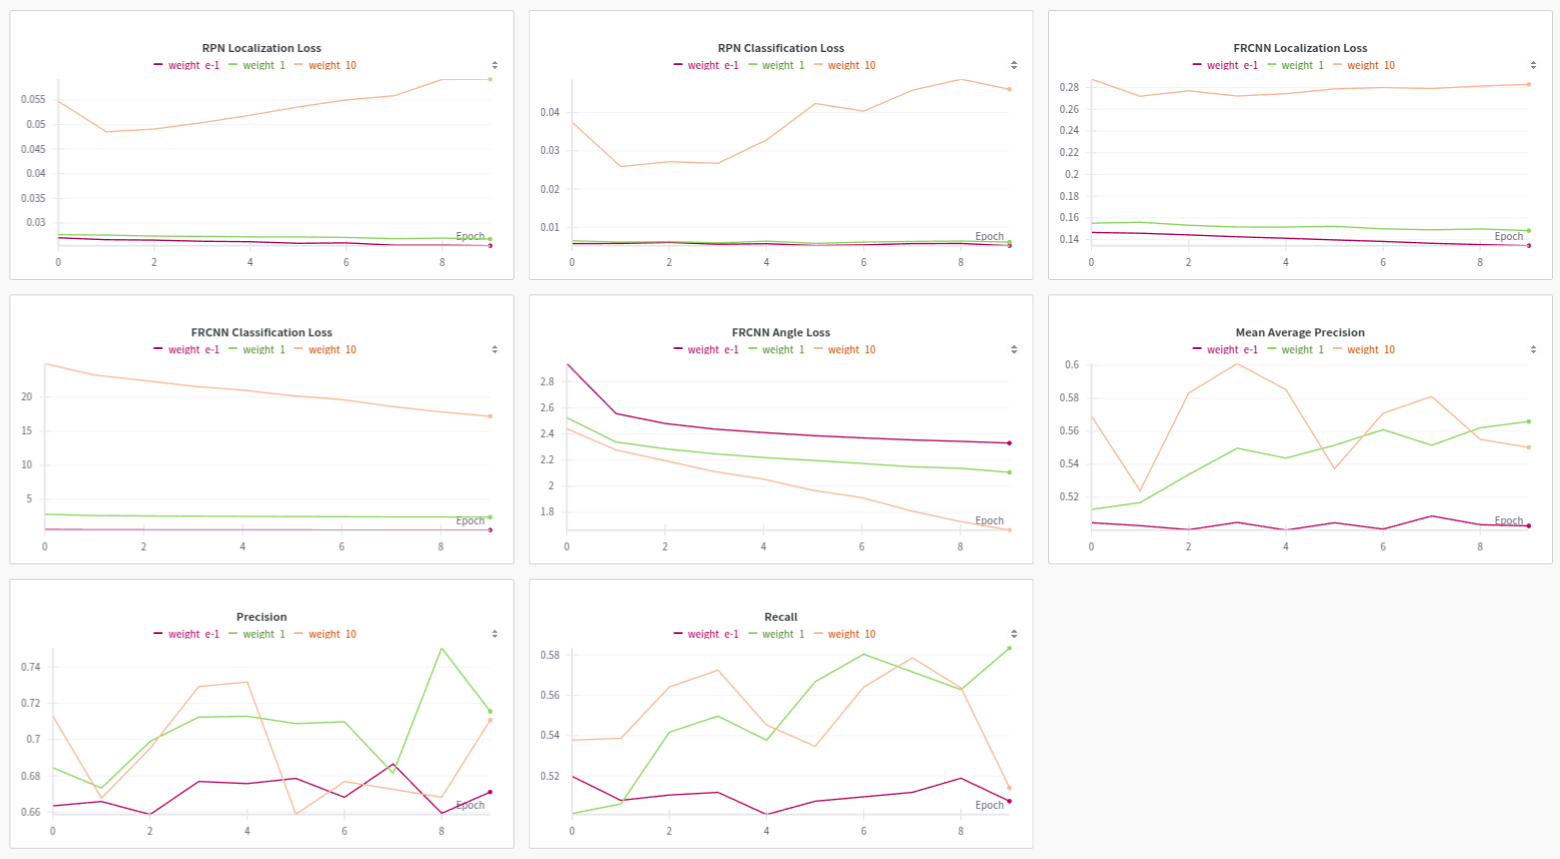 RPN Localization Loss
weight e-1 weight 1 weight 10
0.055
0.05
0.045
0.04
0.035
0.03
Epoch
0 2 4 6 8
RPN Classification Loss
weight e-1 weight 1 weight 10
0.04
0.03
0.02
0.01
Epoch
0 2 4 6 8
FRCNN Localization Loss
weight e-1 weight 1 weight 10
0.28
0.26
0.24
0.22
0.2
0.18
0.16
0.14
Epoch
0 2 4 6 8
FRCNN Classification Loss
weight e-1 weight 1 weight 10
20
15
10
5
Epoch
0 2 4 6 8
FRCNN Angle Loss
weight e-1 weight 1 weight 10
2.8
2.6
2.4
2.2
2
1.8
Epoch
0 2 4 6 8
Mean Average Precision
weight e-1 weight 1 weight 10
0.6
0.58
0.56
0.54
0.52
Epoch
0 2 4 6 8
Precision
weight e-1 weight 1 weight 10
0.74
0.72
0.7
0.68
0.66
Epoch
0 2 4 6 8
Recall
weight e-1 weight 1 weight 10
0.58
0.56
0.54
0.52
Epoch
0 2 4 6 8